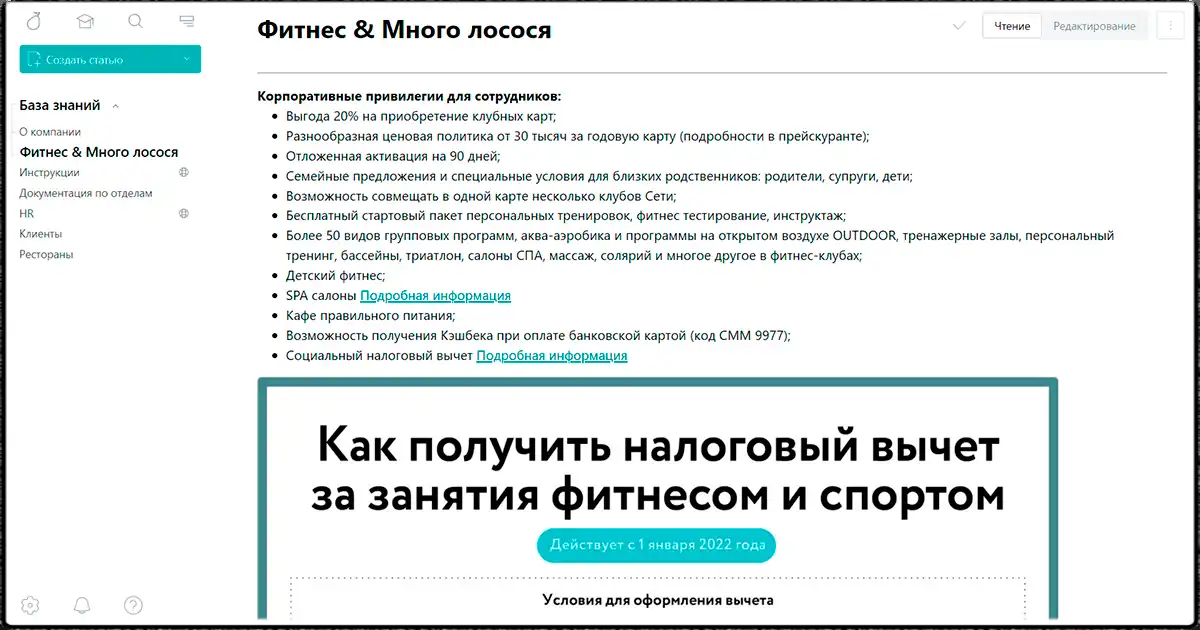 Создать статью
База знаний
О компании
Фитнес & Много лосося
Инструкции
Документация по отделам
HR
Клиенты
Рестораны
Фитнес & Много лосося
Чтение
Редактирование
Корпоративные привилегии для сотрудников:
Выгода 20% на приобретение клубных карт;
Разнообразная ценовая политика от 30 тысяч за годовую карту (подробности в прейскуранте);
Отложенная активация на 90 дней;
Семейные предложения и специальные условия для близких родственников: родители, супруги, дети;
Возможность совмещать в одной карте несколько клубов Сети;
Бесплатный стартовый пакет персональных тренировок, фитнес тестирование, инструктаж;
Более 50 видов групповых программ, аква-аэробика и программы на открытом воздухе OUTDOOR, тренажерные залы, персональный
тренинг, бассейны, триатлон, салоны СПА, массаж, солярий и многое другое в фитнес-клубах;
Детский фитнес;
SPA салоны Подробная информация
Кафе правильного питания;
Возможность получения Кэшбека при оплате банковской картой (код СММ 9977);
Социальный налоговый вычет Подробная информация
Как получить налоговый вычет
за занятия фитнесом и спортом
Действует с 1 января 2022 года
Условия для оформления вычета